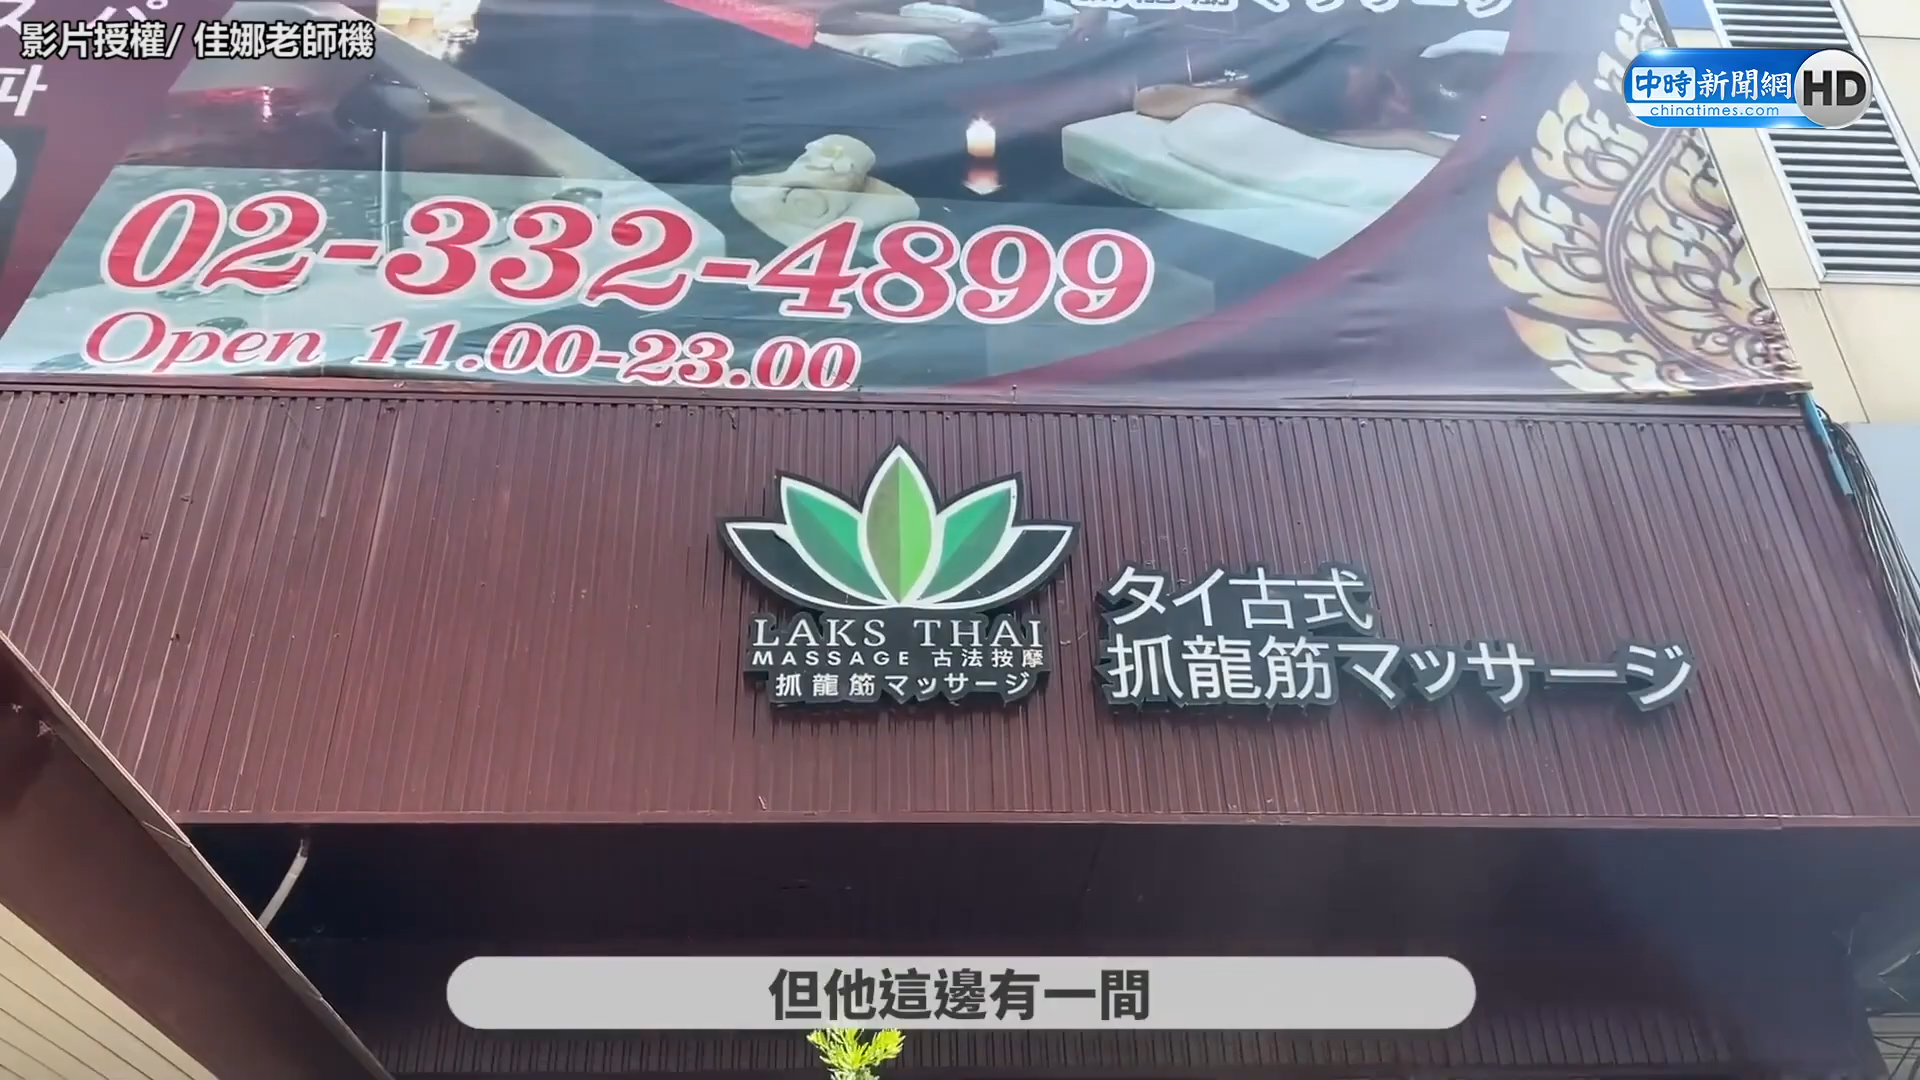 影片授權/ 佳娜老師機
中時新聞網 HD
chinatimes.com
スパ
파
02-332-4899
Open 11.00-23.00
LAKS THAI
MASSAGE 古法按摩
抓龍筋マッサージ
タイ古式
抓龍筋マッサージ
但他這邊有一間